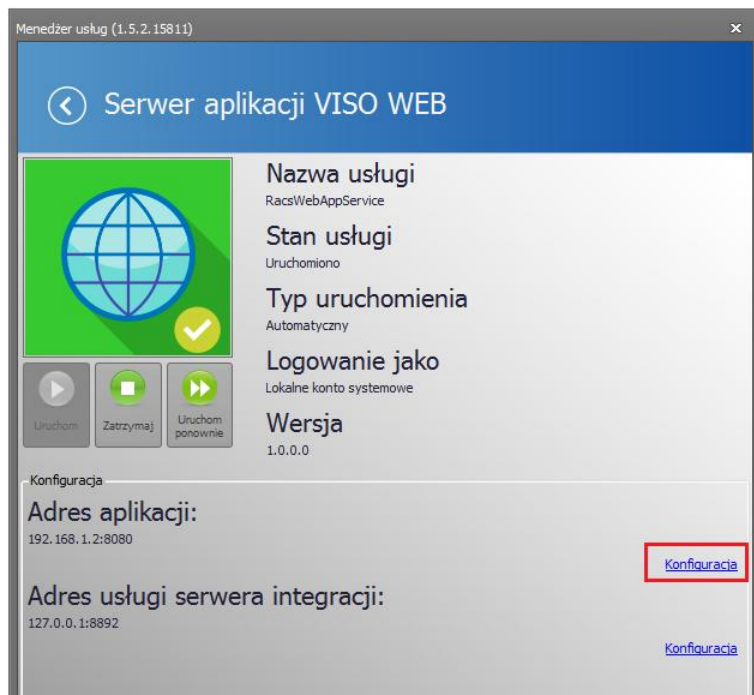 Menedżer usług (1.5.2.15811)
Serwer aplikacji VISO WEB
Nazwa usługi
RacsWebAppService
Stan usługi
Uruchomiono
Typ uruchomienia
Automatyczny
Logowanie jako
Lokalne konto systemowe
Wersja
1.0.0.0
Uruchom
Zatrzymaj
Uruchom
ponownie
Konfiguracja
Adres aplikacji:
192.168.1.2:8080
Konfiguracja
Adres usługi serwera integracji:
127.0.0.1:8892
Konfiguracja